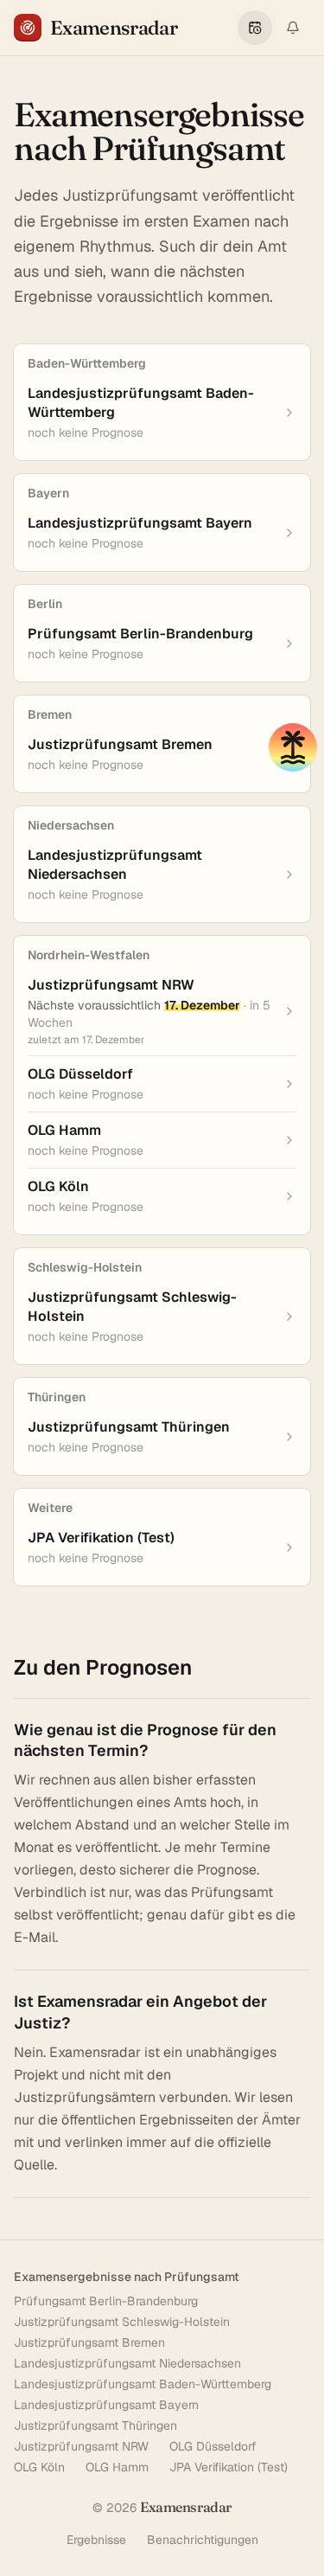 Examensradar
Examensergebnisse
nach Prüfungsamt
Jedes Justizprüfungsamt veröffentlicht
die Ergebnisse im ersten Examen nach
eigenem Rhythmus. Such dir dein Amt
aus und sieh, wann die nächsten
Ergebnisse voraussichtlich kommen.
Baden-Württemberg
Landesjustizprüfungsamt Baden-
Württemberg
noch keine Prognose
Bayern
Landesjustizprüfungsamt Bayern
noch keine Prognose
Berlin
Prüfungsamt Berlin-Brandenburg
noch keine Prognose
Bremen
Justizprüfungsamt Bremen
noch keine Prognose
Niedersachsen
Landesjustizprüfungsamt
Niedersachsen
noch keine Prognose
Nordrhein-Westfalen
Justizprüfungsamt NRW
Nächstes voraussichtlich 17. Dezember · in 5
Wochen
zuletzt am 17. Dezember
OLG Düsseldorf
noch keine Prognose
OLG Hamm
noch keine Prognose
OLG Köln
noch keine Prognose
Schleswig-Holstein
Justizprüfungsamt Schleswig-
Holstein
noch keine Prognose
Thüringen
Justizprüfungsamt Thüringen
noch keine Prognose
Weitere
JPA Verifikation (Test)
noch keine Prognose
Zu den Prognosen
Wie genau ist die Prognose für den
nächsten Termin?
Wir rechnen aus allen bisher erfassten
Veröffentlichungen eines Amts hoch, in
welchem Abstand und an welcher Stelle im
Monat es veröffentlicht. Je mehr Termine
vorliegen, desto sicherer die Prognose.
Verbindlich ist nur, was das Prüfungsamt
selbst veröffentlicht; genau dafür gibt es die
E-Mail.
Ist Examensradar ein Angebot der
Justiz?
Nein. Examensradar ist ein unabhängiges
Projekt und nicht mit den
Justizprüfungsämtern verbunden. Wir lesen
nur die öffentlichen Ergebnisseiten der Ämter
mit und verlinken immer auf die offizielle
Quelle.
Examensergebnisse nach Prüfungsamt
Prüfungsamt Berlin-Brandenburg
Justizprüfungsamt Schleswig-Holstein
Justizprüfungsamt Bremen
Landesjustizprüfungsamt Niedersachsen
Landesjustizprüfungsamt Baden-Württemberg
Landesjustizprüfungsamt Bayern
Justizprüfungsamt Thüringen
Justizprüfungsamt NRW OLG Düsseldorf
OLG Köln OLG Hamm JPA Verifikation (Test)
© 2026 Examensradar
Ergebnisse Benachrichtigungen